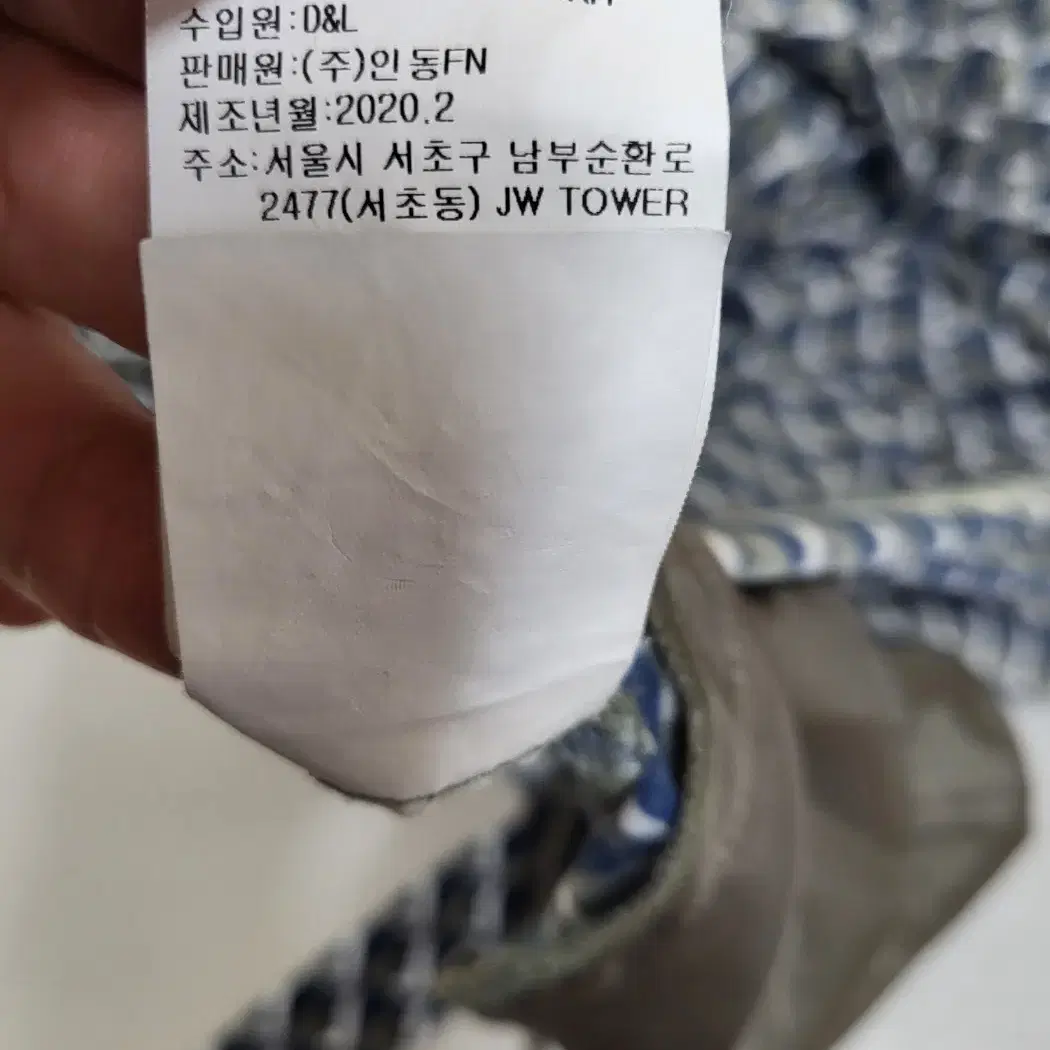 수입원:D&L
판매원:(주)인동FN
제조년월:2020.2
주소:서울시 서초구 남부순환로
2477(서초동) JW TOWER